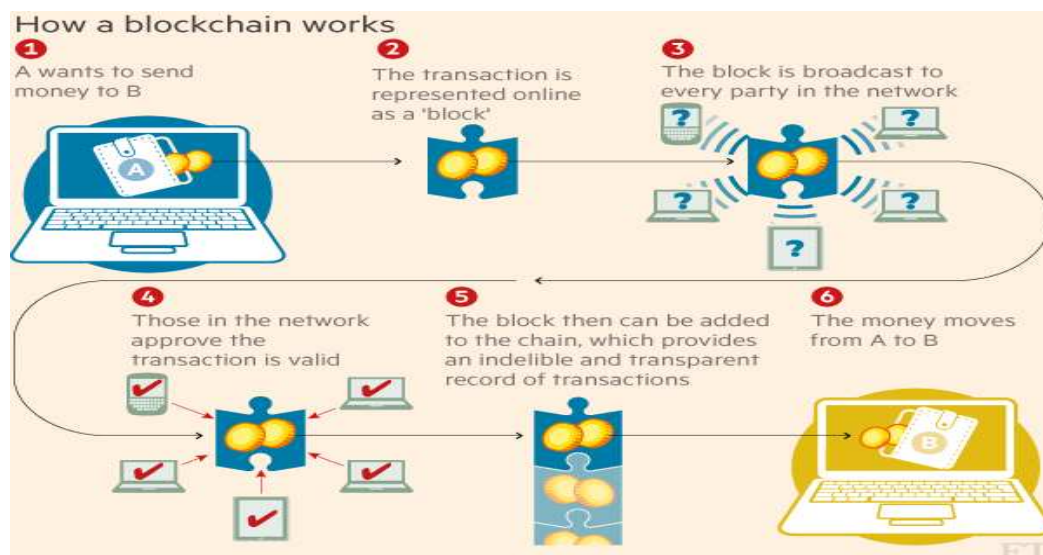 How a blockchain works
1
A wants to send
money to B
2
The transaction is
represented online
as a 'block'
3
The block is broadcast to
every party in the network
A
?
?
?
?
?
4
Those in the network
approve the
transaction is valid
5
The block then can be added
to the chain, which provides
an indelible and transparent
record of transactions
6
The money moves
from A to B
B